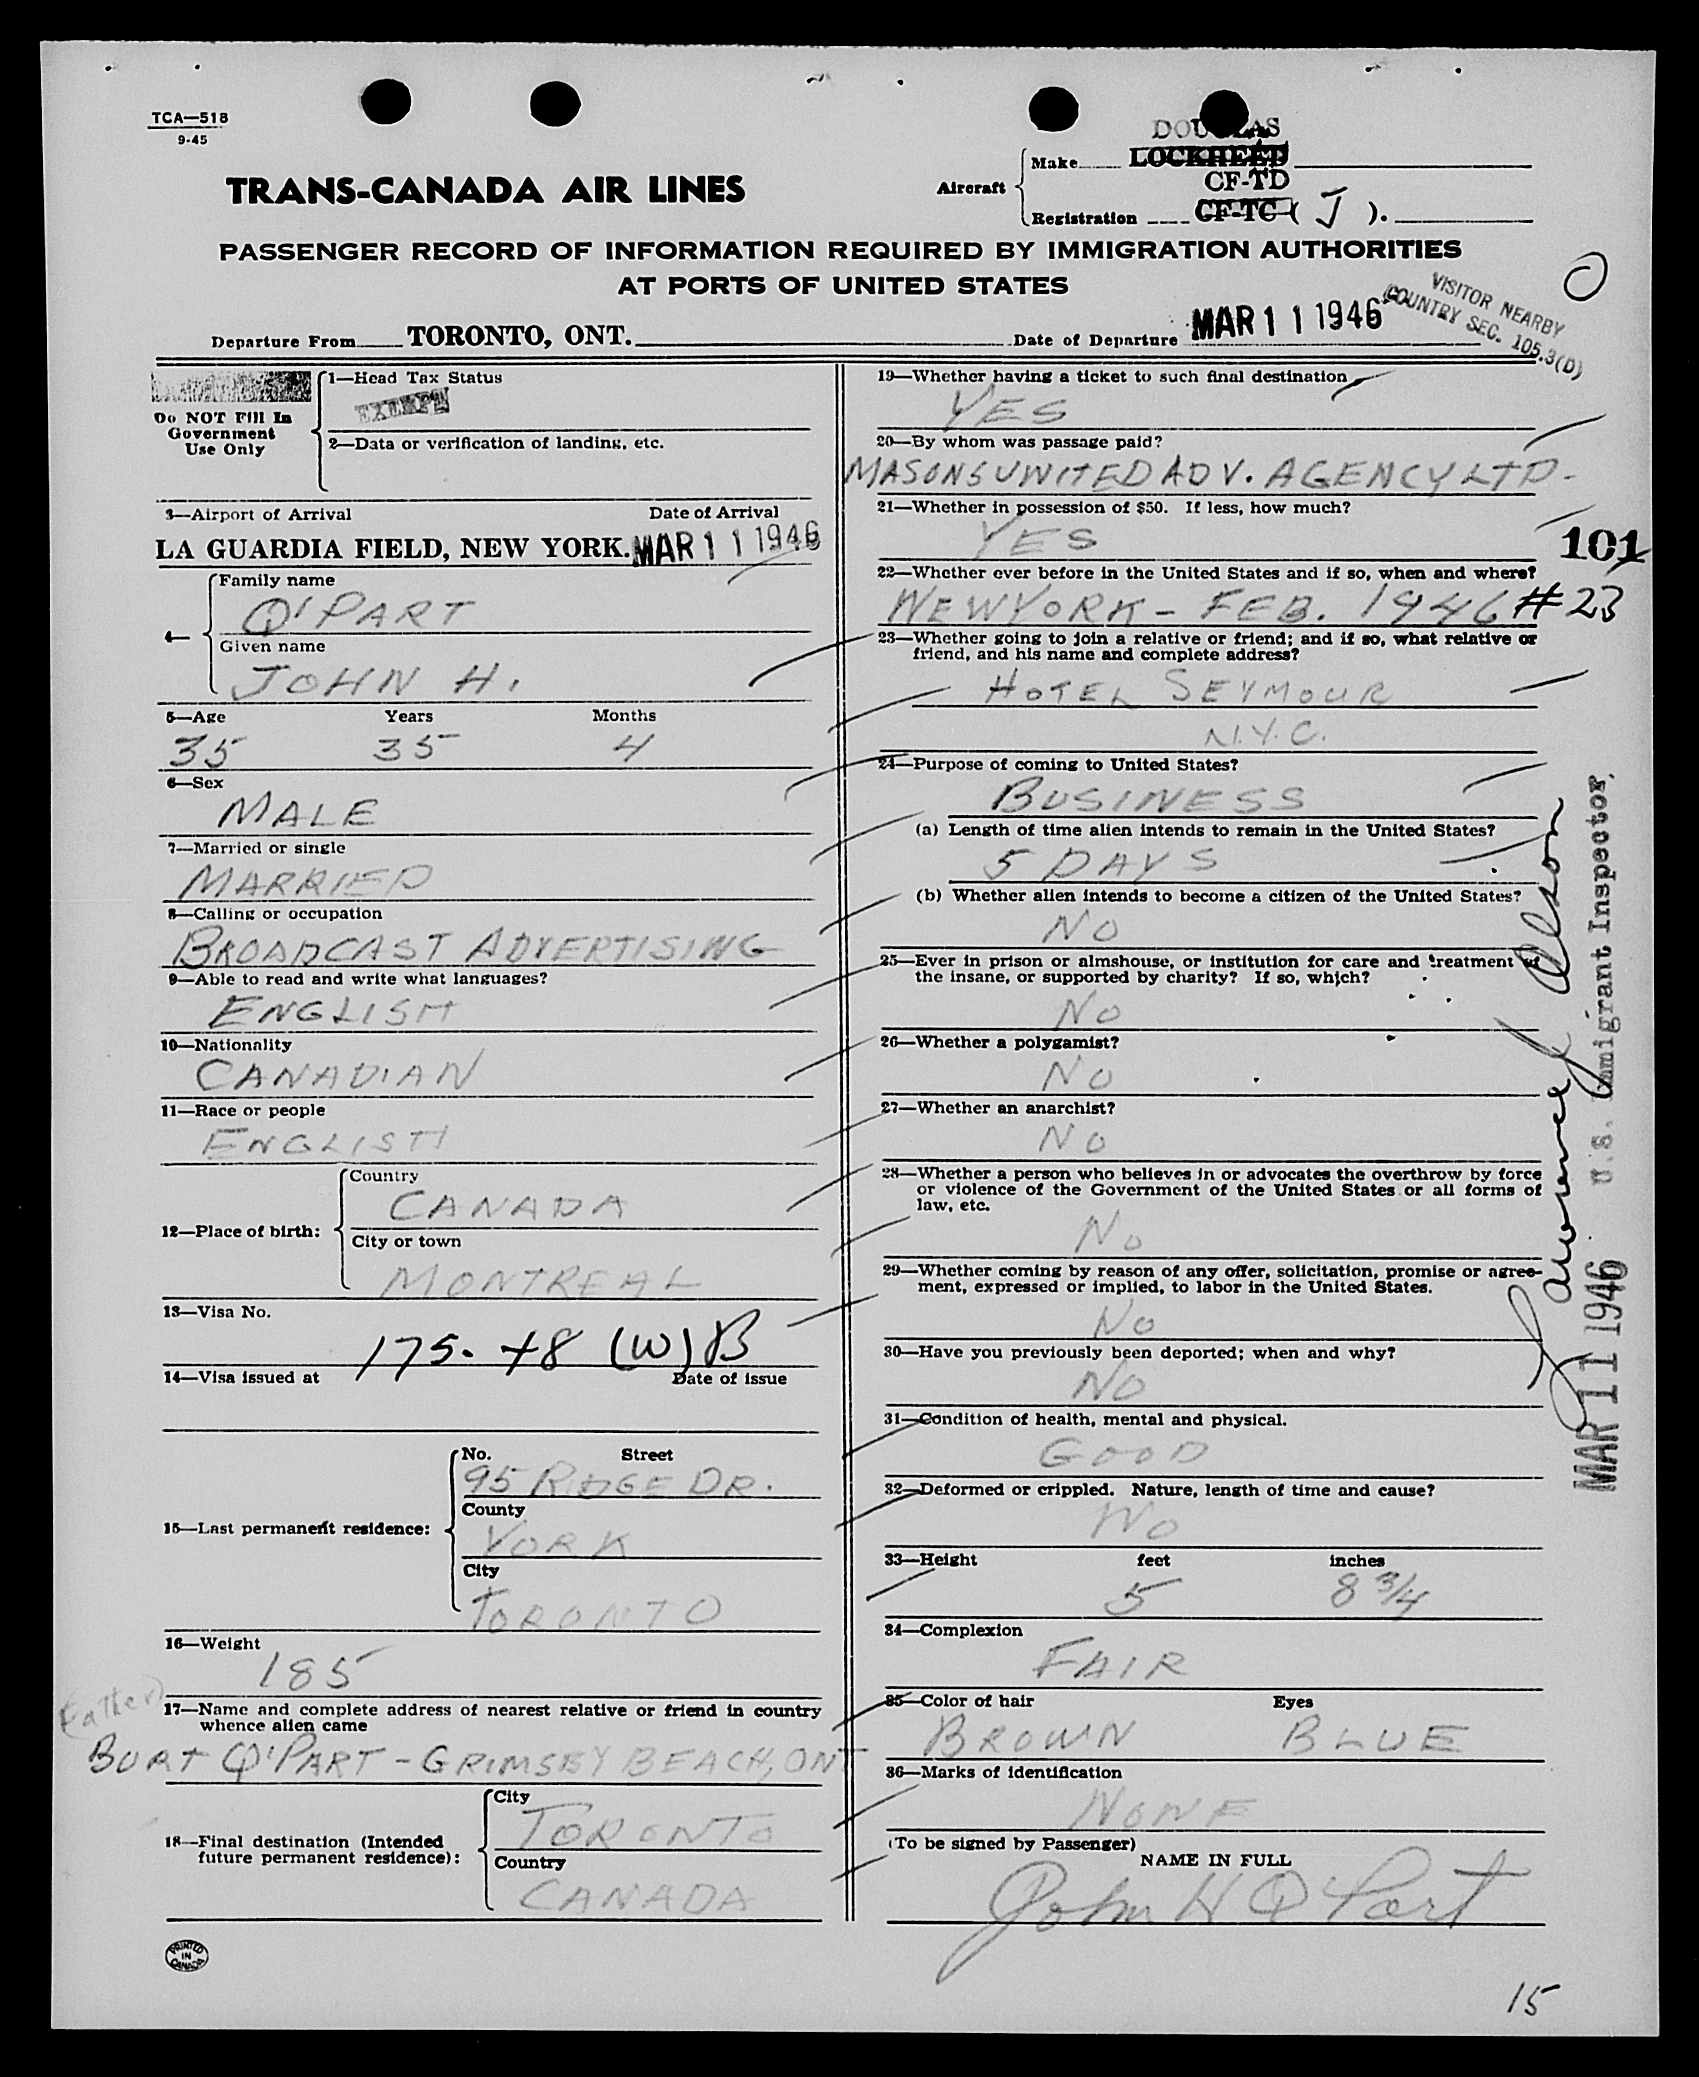 TCA—518
9-45
DOUGLAS
Aircraft Make LOCKHEED
CF-TD
Registration CF-TC ( J ).
TRANS-CANADA AIR LINES
PASSENGER RECORD OF INFORMATION REQUIRED BY IMMIGRATION AUTHORITIES
AT PORTS OF UNITED STATES
VISITOR NEARBY
COUNTRY SEC. 105.3(D)
Departure From TORONTO, ONT. Date of Departure MAR 11 1946
Do NOT Fill In
Government
Use Only
1—Head Tax Status
EXEMPT
2—Data or verification of landing, etc.
3—Airport of Arrival Date of Arrival
LA GUARDIA FIELD, NEW YORK. MAR 11 1946
4—
Family name
Q'PART
Given name
JOHN H.
5—Age Years Months
35 35 4
6—Sex
MALE
7—Married or single
MARRIED
8—Calling or occupation
BROADCAST ADVERTISING
9—Able to read and write what languages?
ENGLISH
10—Nationality
CANADIAN
11—Race or people
ENGLISH
12—Place of birth:
Country
CANADA
City or town
MONTREAL
13—Visa No.
175. +8 (W) B
14—Visa issued at Date of issue
15—Last permanent residence:
No. Street
95 RIDGE DR.
County
YORK
City
TORONTO
16—Weight
185
Father
17—Name and complete address of nearest relative or friend in country
whence alien came
BURT Q'PART - GRIMSBY BEACH, ONT
18—Final destination (Intended
future permanent residence):
City
TORONTO
Country
CANADA
PRINTED
IN
CANADA
19—Whether having a ticket to such final destination
YES
20—By whom was passage paid?
MASONS UNITED ADV. AGENCY LTD-
21—Whether in possession of $50. If less, how much?
YES
101
22—Whether ever before in the United States and if so, when and where?
NEW YORK - FEB. 1946 #23
23—Whether going to join a relative or friend; and if so, what relative or
friend, and his name and complete address?
HOTEL SEYMOUR
N.Y.C.
24—Purpose of coming to United States?
BUSINESS
(a) Length of time alien intends to remain in the United States?
5 DAYS
(b) Whether alien intends to become a citizen of the United States?
NO
25—Ever in prison or almshouse, or institution for care and treatment of
the insane, or supported by charity? If so, which?
NO
26—Whether a polygamist?
NO
27—Whether an anarchist?
NO
28—Whether a person who believes in or advocates the overthrow by force
or violence of the Government of the United States or all forms of
law, etc.
NO
29—Whether coming by reason of any offer, solicitation, promise or agree-
ment, expressed or implied, to labor in the United States.
NO
30—Have you previously been deported; when and why?
NO
31—Condition of health, mental and physical.
GOOD
32—Deformed or crippled. Nature, length of time and cause?
NO
33—Height feet inches
5 8 3/4
34—Complexion
FAIR
35—Color of hair Eyes
BROWN BLUE
36—Marks of identification
NONE
(To be signed by Passenger)
NAME IN FULL
John H Q'Part
Lawrence J Olson
U.S. Immigrant Inspector.
MAR 11 1946
15